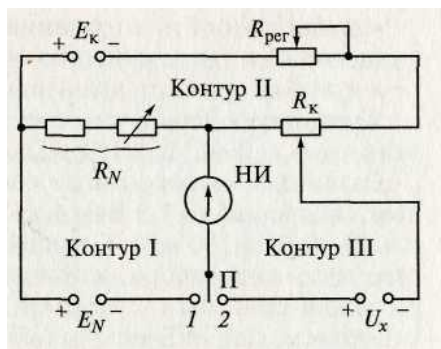 + Eк − Rрег
Контур II Rк
RN НИ
Контур I Контур III
П
+ EN − 1 2 + Ux −